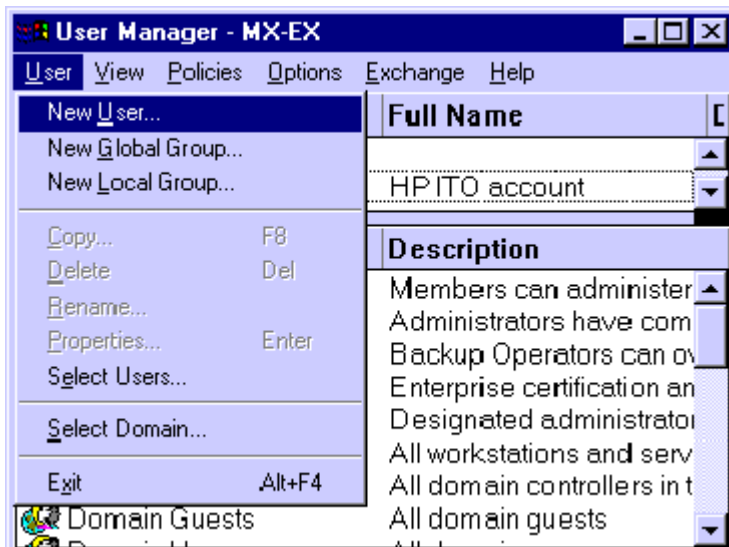 User Manager - MX-EX
User View Policies Options Exchange Help
New User...
New Global Group...
New Local Group...
Copy... F8
Delete Del
Rename...
Properties... Enter
Select Users...
Select Domain...
Exit Alt+F4
Full Name
HP ITO account
Description
Members can administer
Administrators have com
Backup Operators can
Enterprise certification an
Designated administrator
All workstations and serv
All domain controllers in t
Domain Guests All domain guests